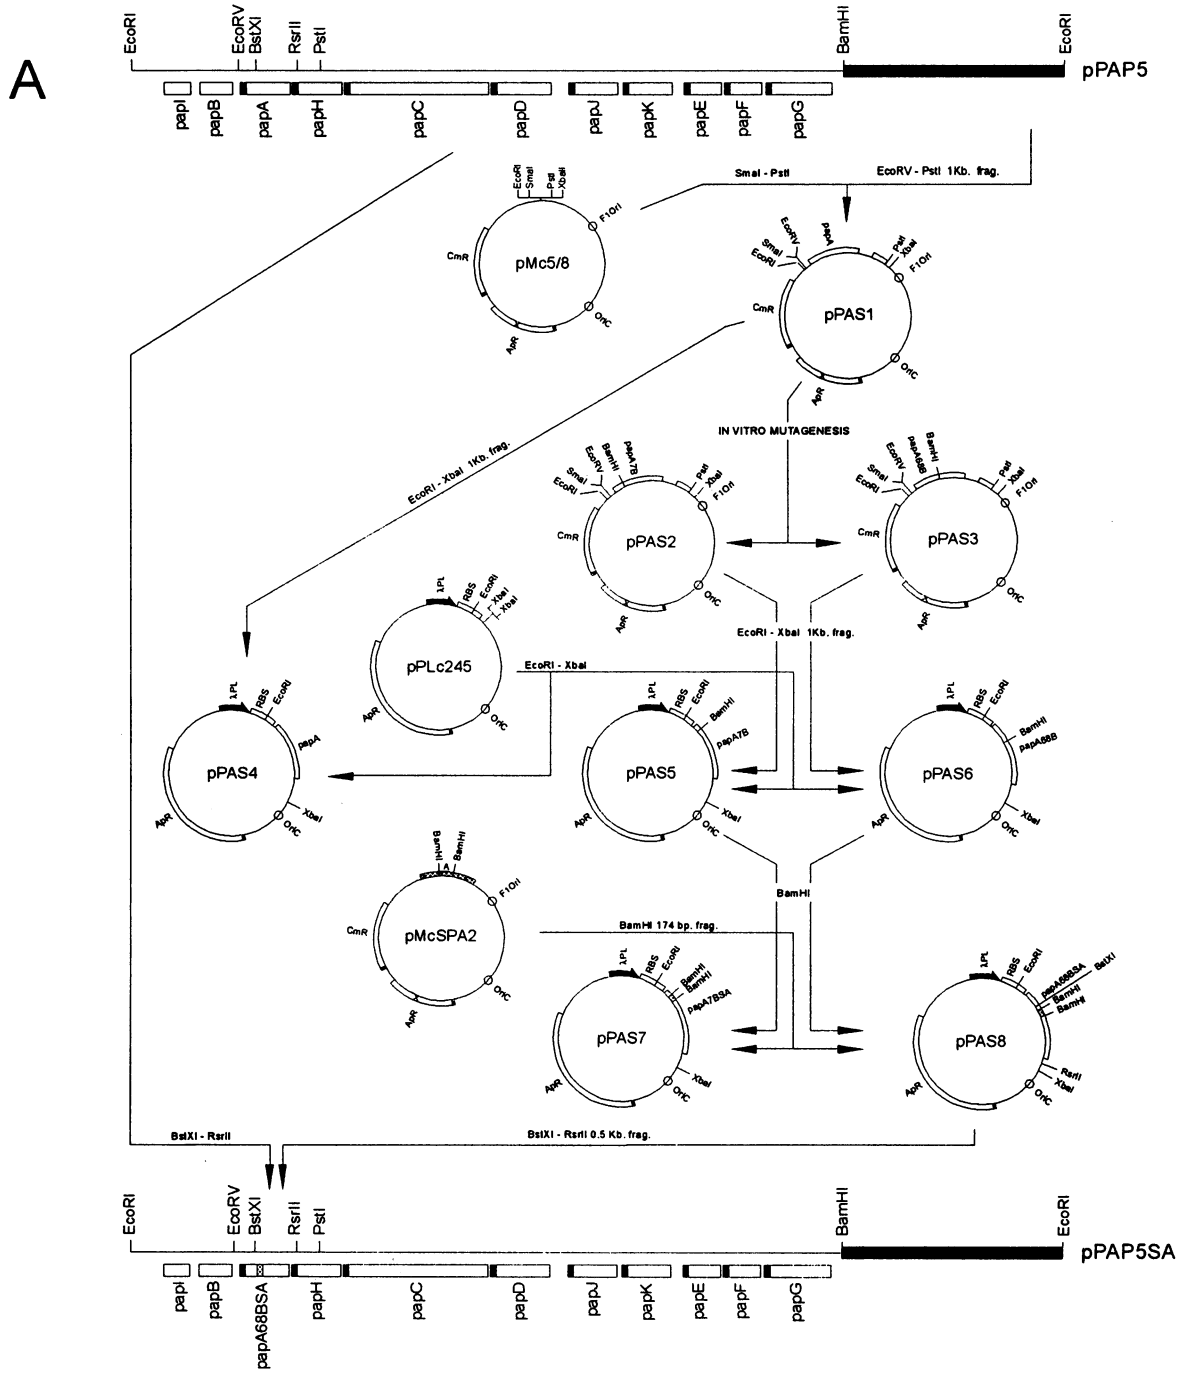 A
EcoRI
EcoRV
BstXI
RsrII
PstI
BamHI
EcoRI
pPAP5
papI
papB
papA
papH
papC
papD
papJ
papK
papE
papF
papG
SmaI - PstI
EcoRV - PstI 1Kb. frag.
EcoRI
SmaI
PstI
XbaI
F1Ori
CmR
pMc5/8
OriC
ApR
EcoRI
SmaI
EcoRV
papA
PstI
XbaI
F1Ori
CmR
pPAS1
OriC
ApR
IN VITRO MUTAGENESIS
EcoRI - XbaI 1Kb. frag.
EcoRI
SmaI
EcoRV
BamHI
papA7B
PstI
XbaI
F1Ori
CmR
pPAS2
OriC
ApR
EcoRI
SmaI
EcoRV
papA68B
BamHI
PstI
XbaI
F1Ori
CmR
pPAS3
OriC
ApR
EcoRI - XbaI 1Kb. frag.
λPL
RBS
EcoRI
XbaI
XbaI
pPLc245
ApR
OriC
EcoRI - XbaI
λPL
RBS
EcoRI
papA
pPAS4
XbaI
OriC
ApR
λPL
RBS
EcoRI
BamHI
papA7B
pPAS5
XbaI
OriC
ApR
λPL
RBS
EcoRI
BamHI
papA68B
pPAS6
XbaI
OriC
ApR
BamHI
BamHI
A
BamHI
F1Ori
CmR
pMcSPA2
OriC
ApR
BamHI 174 bp. frag.
λPL
RBS
EcoRI
BamHI
BamHI
papA7BSA
pPAS7
XbaI
OriC
ApR
λPL
RBS
EcoRI
papA68BSA
BstXI
BamHI
BamHI
pPAS8
RsrII
XbaI
OriC
ApR
BstXI - RsrII
BstXI - RsrII 0.5 Kb. frag.
EcoRI
EcoRV
BstXI
RsrII
PstI
BamHI
EcoRI
pPAP5SA
papI
papB
papA68BSA
papH
papC
papD
papJ
papK
papE
papF
papG